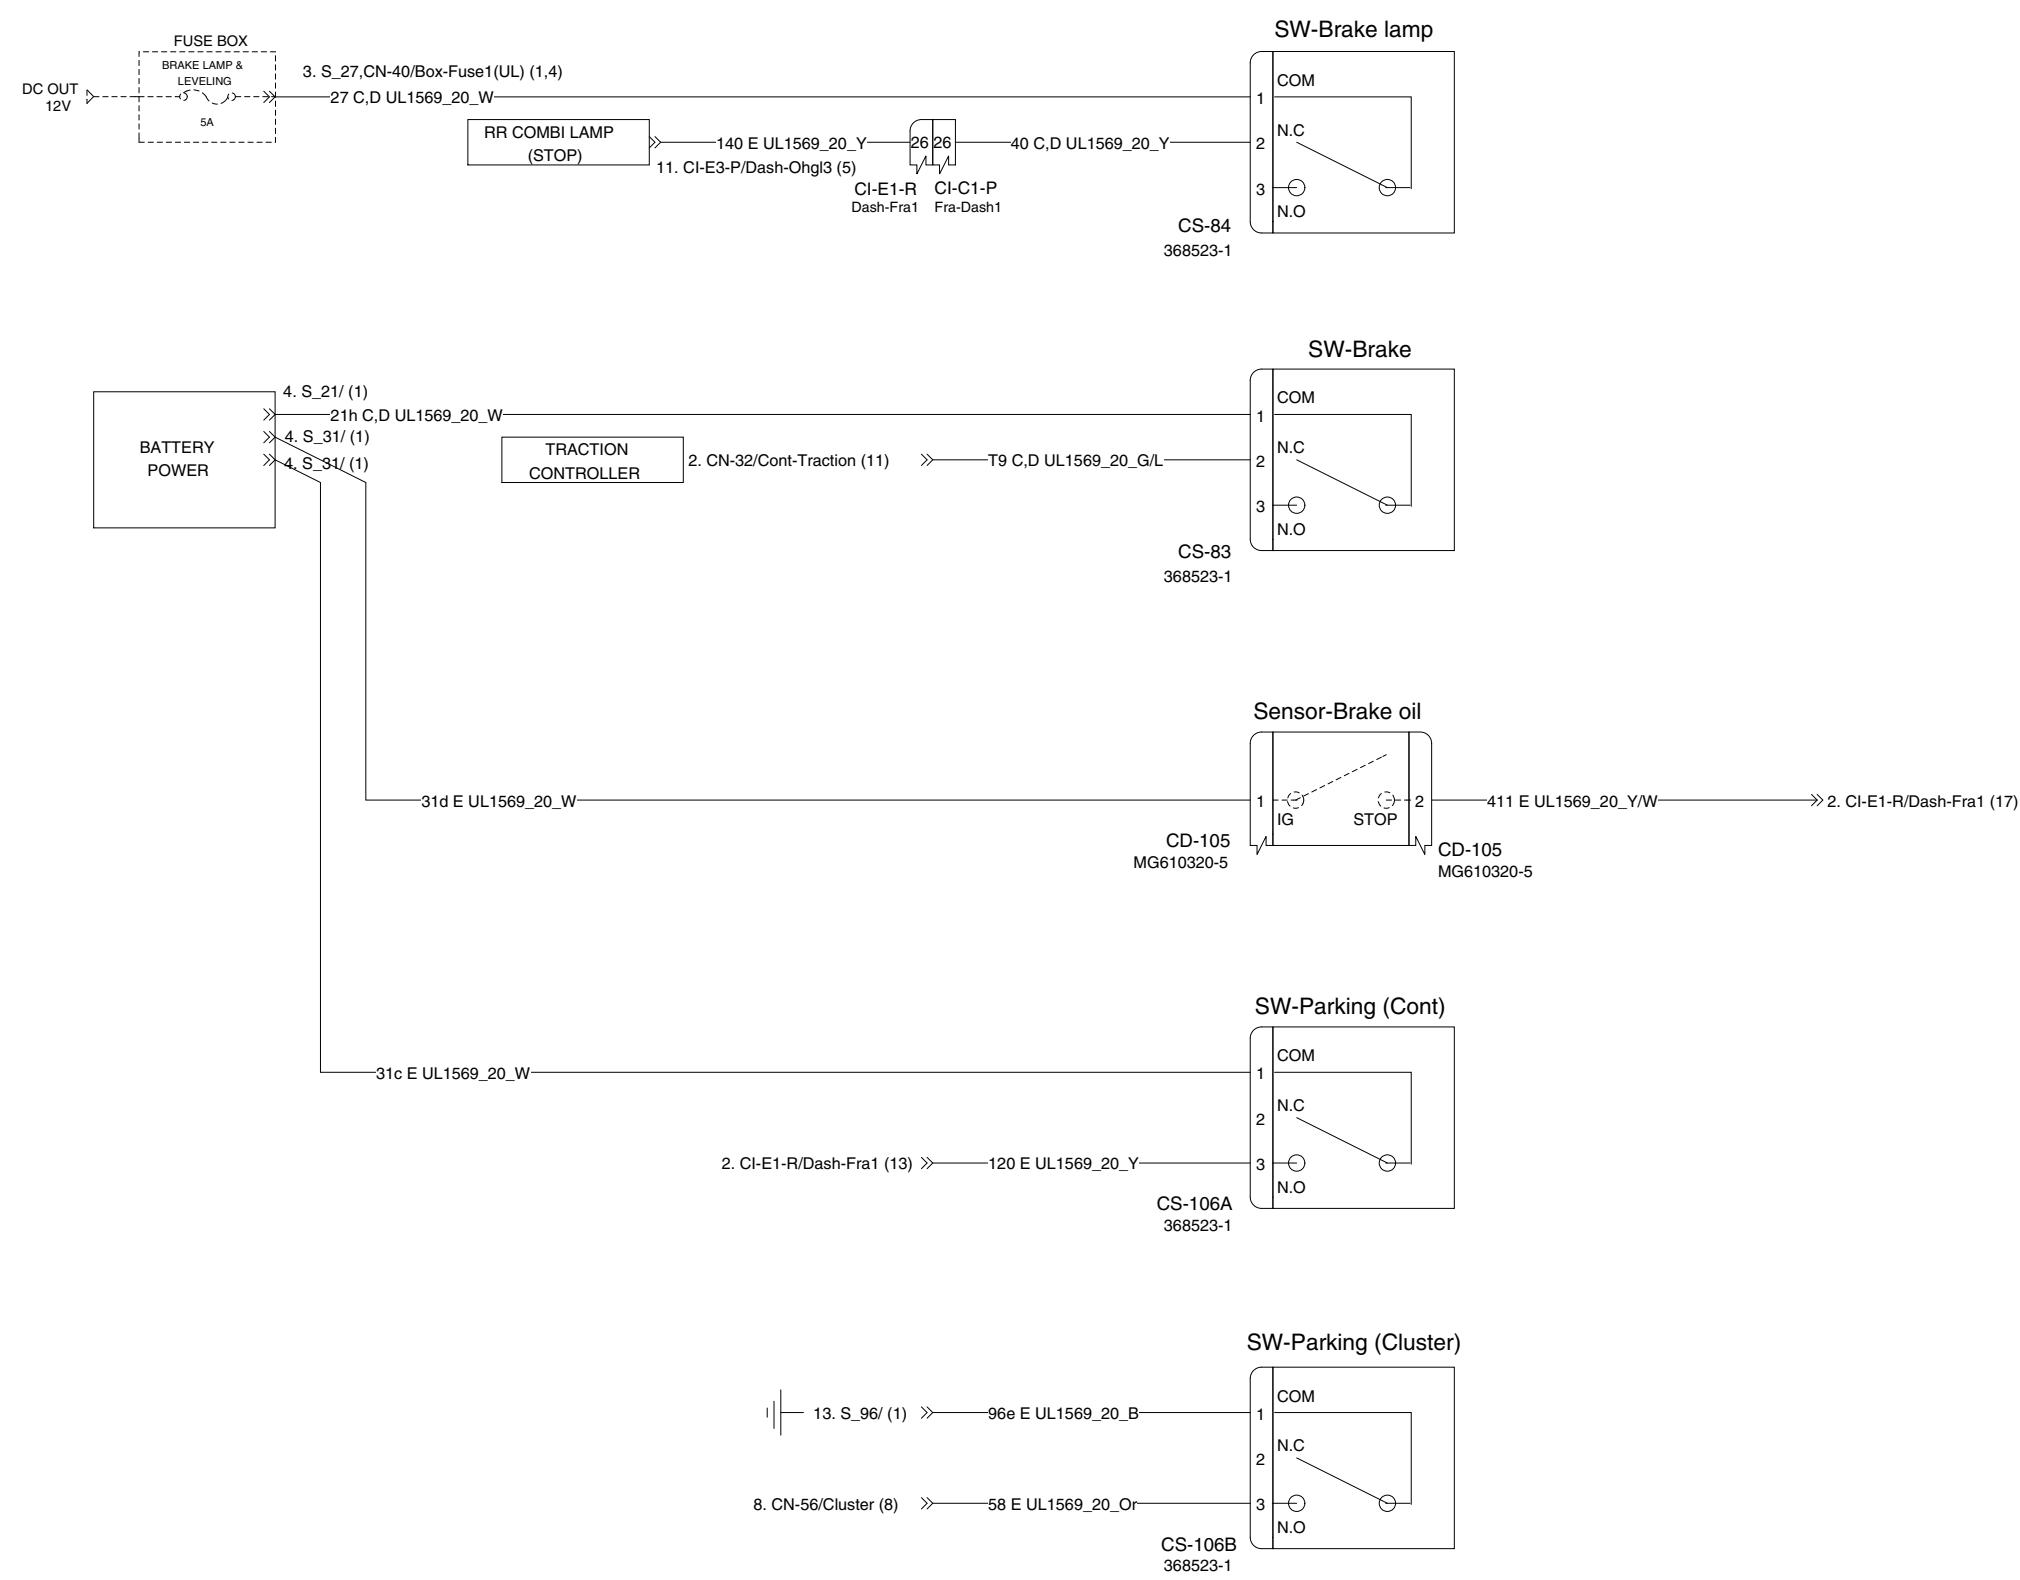 SW-Brake lamp
FUSE BOX
BRAKE LAMP &
LEVELING
5A
DC OUT
12V
3. S_27,CN-40/Box-Fuse1(UL) (1,4)
27 C,D UL1569_20_W
RR COMBI LAMP
(STOP)
140 E UL1569_20_Y
11. CI-E3-P/Dash-Ohgl3 (5)
26 26
40 C,D UL1569_20_Y
CI-E1-R
Dash-Fra1
CI-C1-P
Fra-Dash1
1
2
3
COM
N.C
N.O
CS-84
368523-1
SW-Brake
BATTERY
POWER
4. S_21/ (1)
21h C,D UL1569_20_W
4. S_31/ (1)
4. S_31/ (1)
TRACTION
CONTROLLER
2. CN-32/Cont-Traction (11)
T9 C,D UL1569_20_G/L
1
2
3
COM
N.C
N.O
CS-83
368523-1
Sensor-Brake oil
31d E UL1569_20_W
1
IG
STOP
2
411 E UL1569_20_Y/W
2. CI-E1-R/Dash-Fra1 (17)
CD-105
MG610320-5
CD-105
MG610320-5
SW-Parking (Cont)
31c E UL1569_20_W
2. CI-E1-R/Dash-Fra1 (13)
120 E UL1569_20_Y
1
2
3
COM
N.C
N.O
CS-106A
368523-1
SW-Parking (Cluster)
13. S_96/ (1)
96e E UL1569_20_B
8. CN-56/Cluster (8)
58 E UL1569_20_Or
1
2
3
COM
N.C
N.O
CS-106B
368523-1